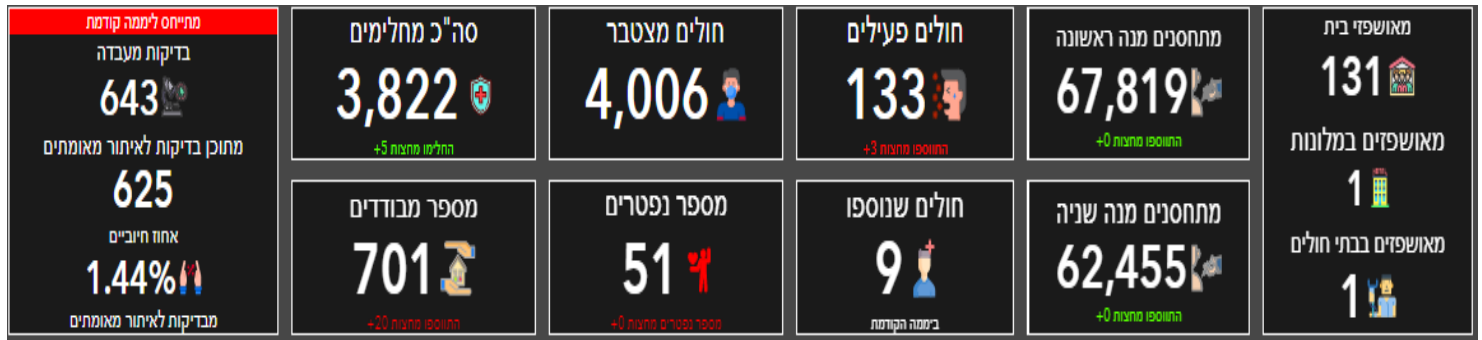 מאושפזי בית
131
מאושפזים במלונות
1
מאושפזים בבתי חולים
1
מתחסנים מנה ראשונה
67,819
התווספו מחצות 0+
מתחסנים מנה שניה
62,455
התווספו מחצות 0+
חולים פעילים
133
התווספו מחצות 3+
חולים שנוספו
9
ביממה הקודמת
חולים מצטבר
4,006
מספר נפטרים
51
מספר נפטרים מחצות 0+
סה"כ מחלימים
3,822
החלימו מחצות 5+
מספר מבודדים
701
התווספו מחצות 20+
מתייחס ליממה קודמת
בדיקות מעבדה
643
מתוכן בדיקות לאיתור מאומתים
625
אחוז חיוביים
1.44%
מבדיקות לאיתור מאומתים